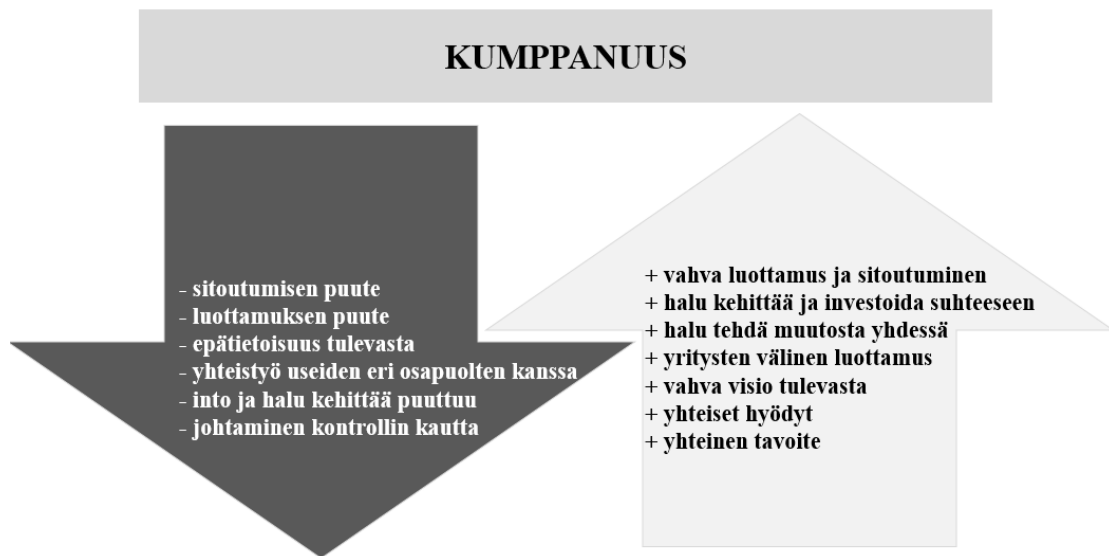 KUMPPANUUS
- sitoutumisen puute
- luottamuksen puute
- epätietoisuus tulevasta
- yhteistyö useiden eri osapuolten kanssa
- into ja halu kehittää puuttuu
- johtaminen kontrollin kautta
+ vahva luottamus ja sitoutuminen
+ halu kehittää ja investoida suhteeseen
+ halu tehdä muutosta yhdessä
+ yritysten välinen luottamus
+ vahva visio tulevasta
+ yhteiset hyödyt
+ yhteinen tavoite